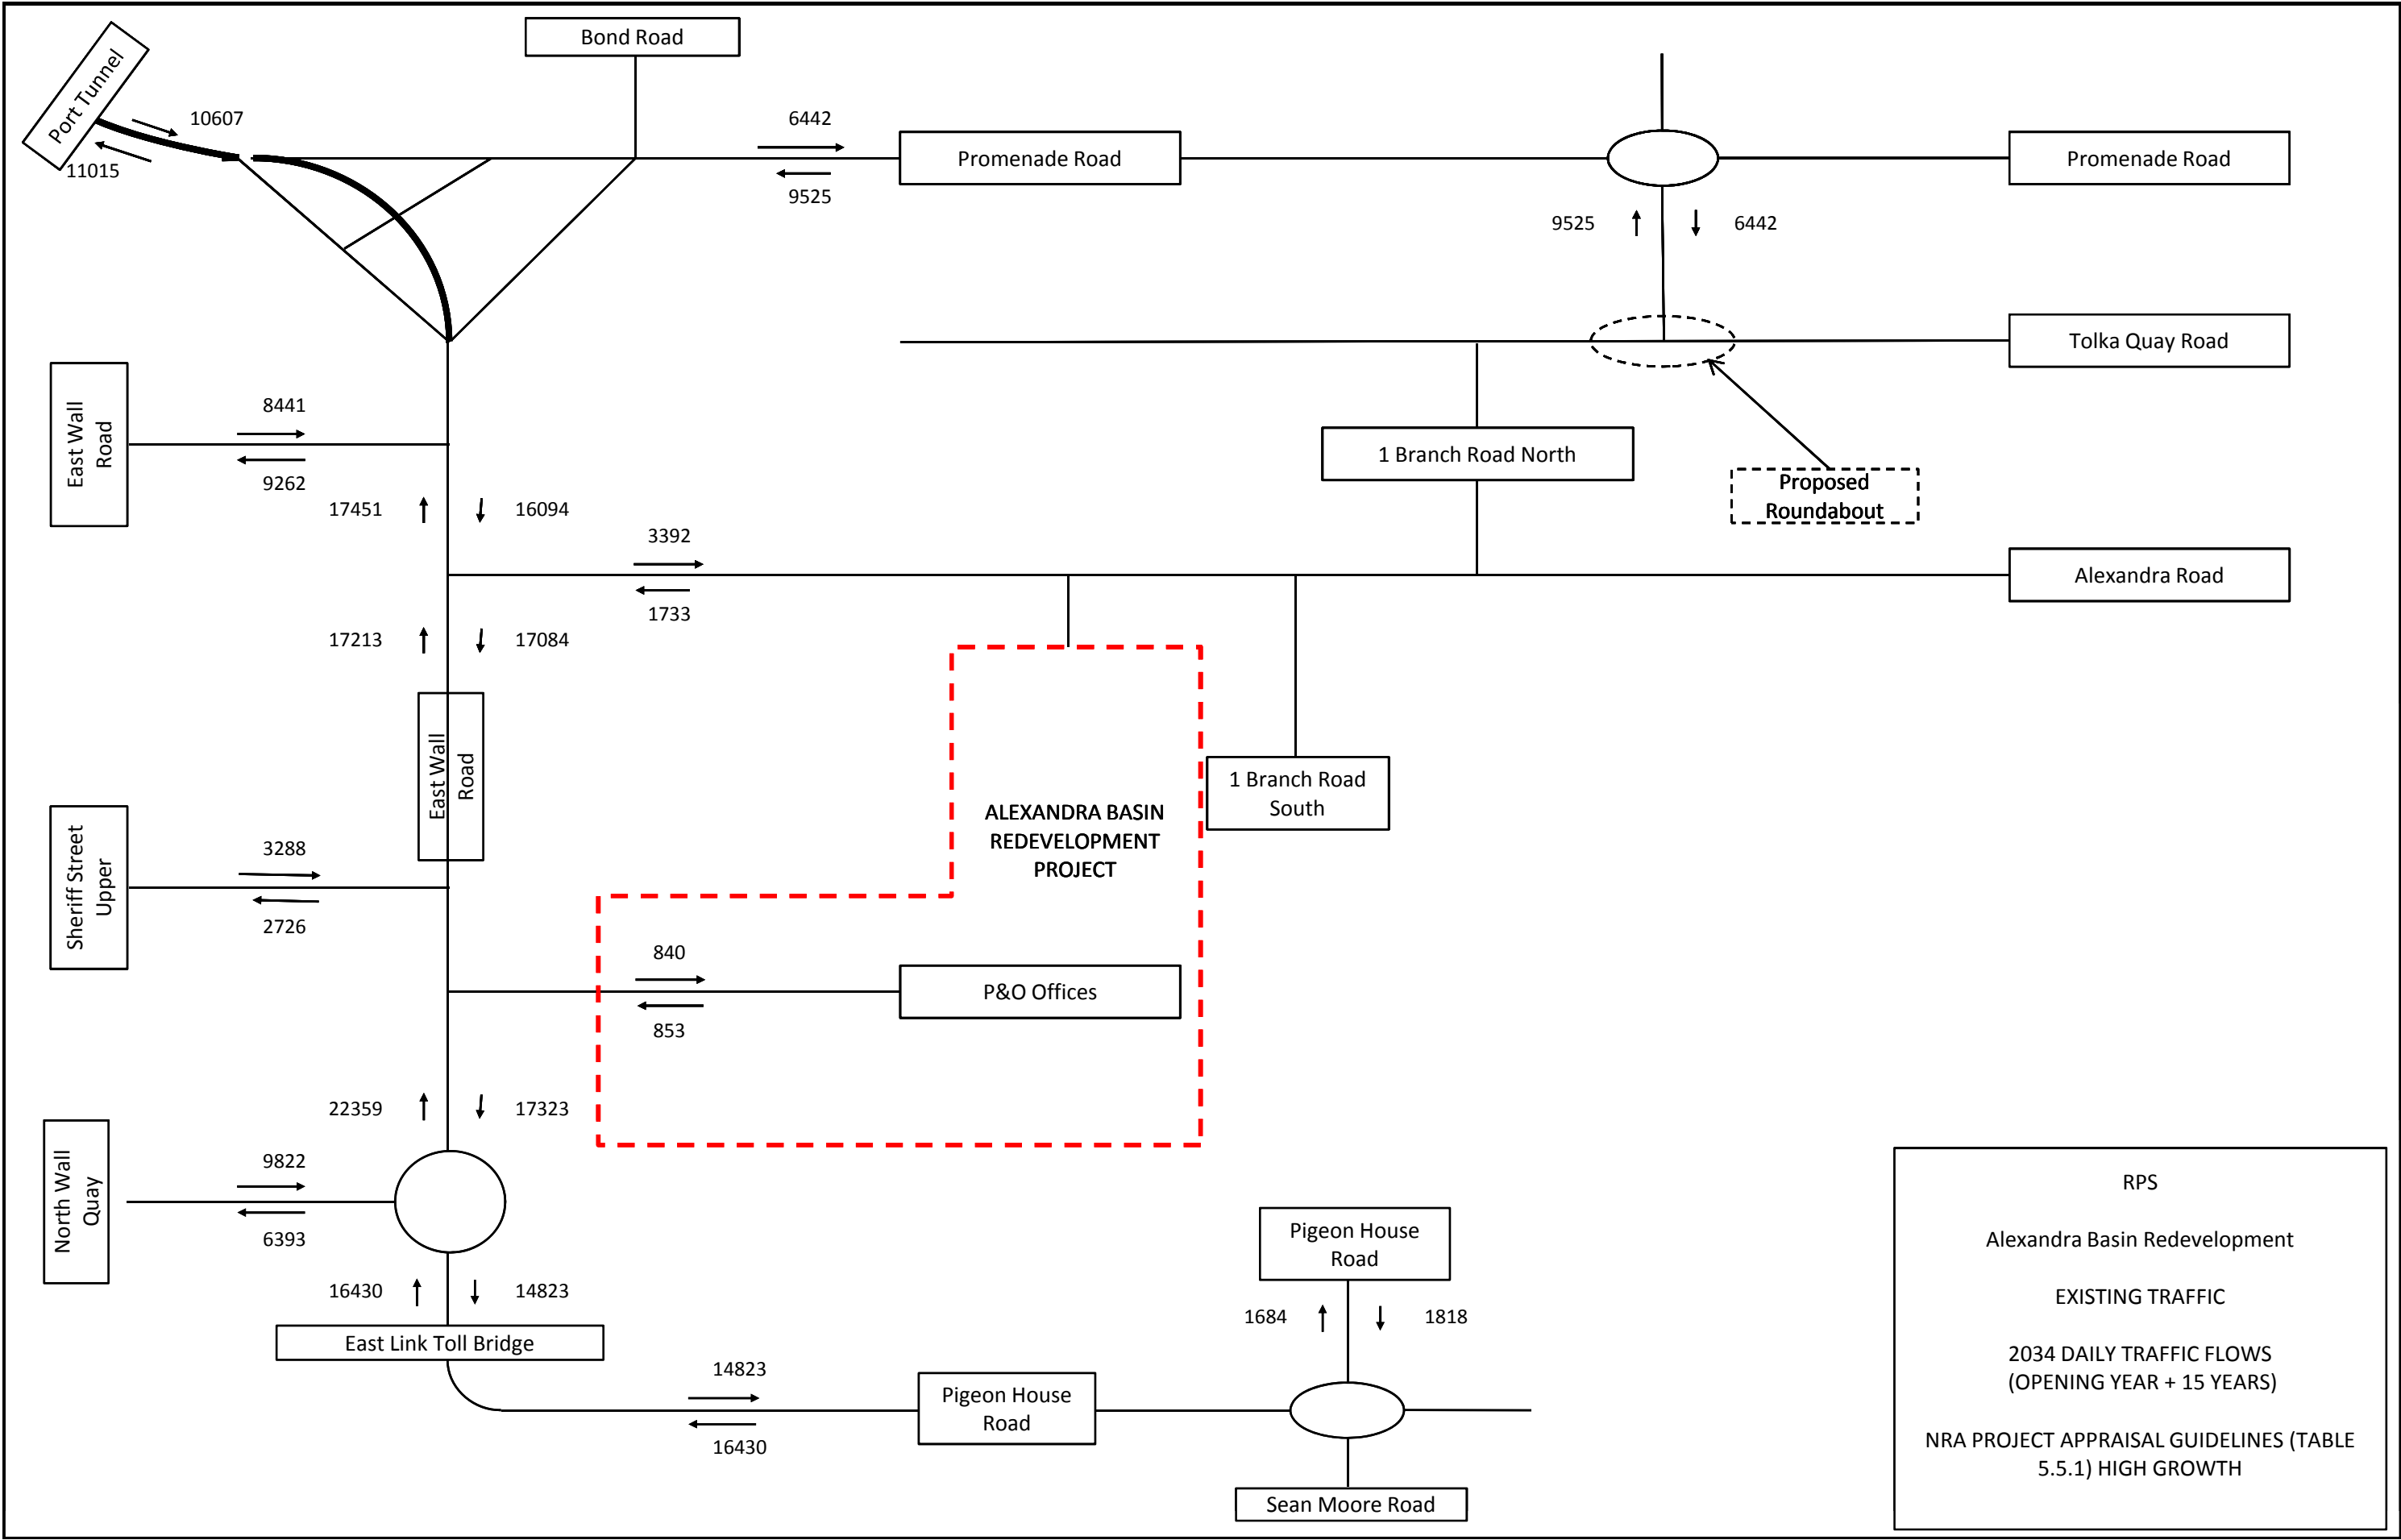 Bond Road
Port Tunnel
10607
11015
6442
9525
Promenade Road
Promenade Road
9525
6442
Tolka Quay Road
East Wall
Road
8441
9262
1 Branch Road North
Proposed
Roundabout
17451
16094
3392
1733
Alexandra Road
17213
17084
East Wall
Road
1 Branch Road
South
ALEXANDRA BASIN
REDEVELOPMENT
PROJECT
Sheriff Street
Upper
3288
2726
840
853
P&O Offices
22359
17323
North Wall
Quay
9822
6393
16430
14823
East Link Toll Bridge
14823
16430
Pigeon House
Road
Pigeon House
Road
1684
1818
Sean Moore Road
RPS
Alexandra Basin Redevelopment
EXISTING TRAFFIC
2034 DAILY TRAFFIC FLOWS
(OPENING YEAR + 15 YEARS)
NRA PROJECT APPRAISAL GUIDELINES (TABLE
5.5.1) HIGH GROWTH